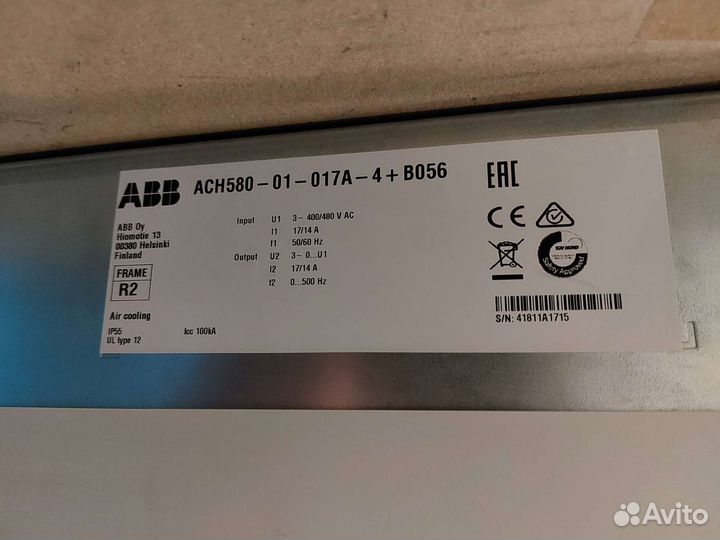 ABB
ACH580-01-017A-4+B056
ABB Oy
Hiomotie 13
00380 Helsinki
Finland
FRAME
R2
Air cooling
IP55
UL type 12
Input U1 3~ 400/480 V AC
I1 17/14 A
f1 50/60 Hz
Output U2 3~ 0...U1
I2 17/14 A
f2 0...500 Hz
Icc 100kA
EAC
CE
TÜV NORD
Safety Approved
S/N: 41811A1715
Avito